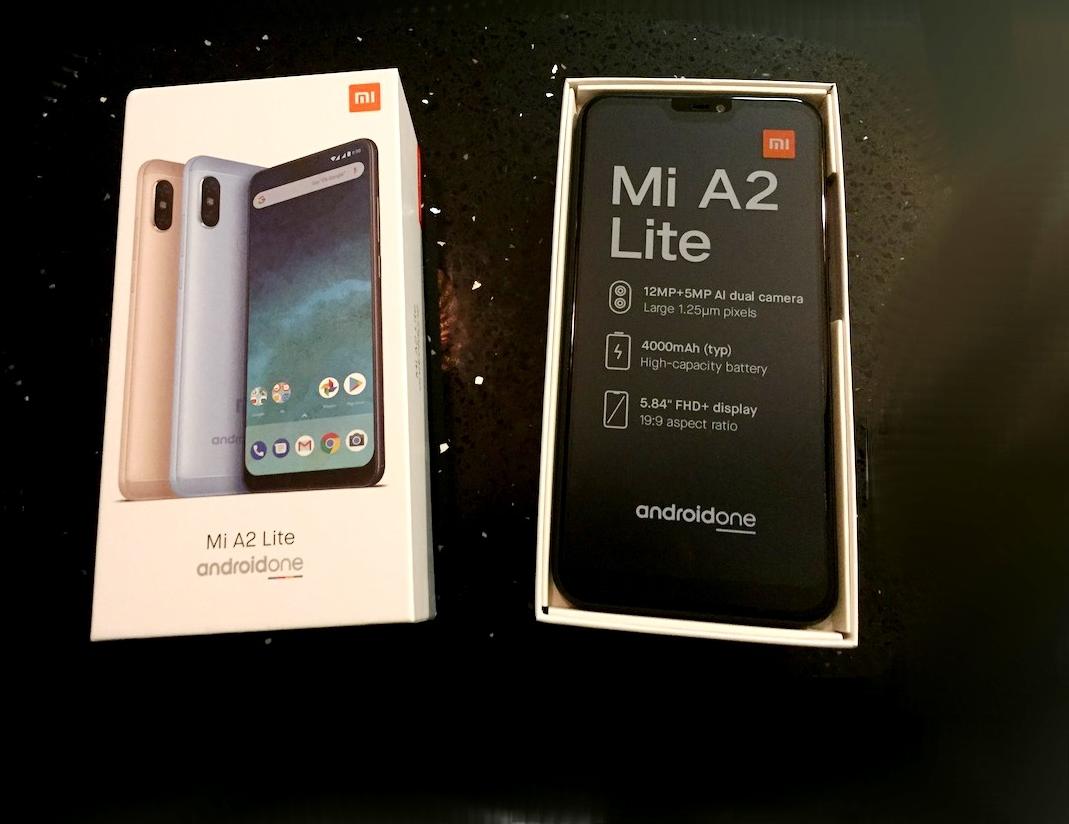 mi
Mi A2 Lite
androidone
mi
Mi A2
Lite
12MP+5MP AI dual camera
Large 1.25μm pixels
4000mAh (typ)
High-capacity battery
5.84" FHD+ display
19:9 aspect ratio
androidone